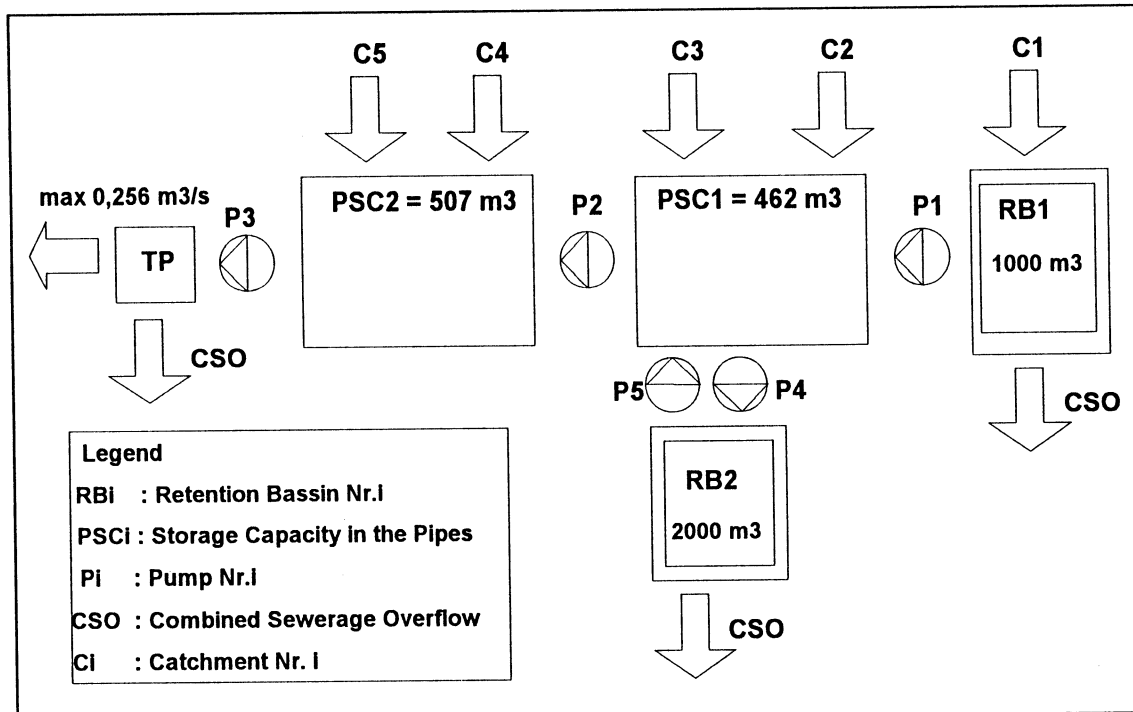 C5
C4
C3
C2
C1
max 0,256 m3/s
P3
PSC2 = 507 m3
P2
PSC1 = 462 m3
P1
RB1
TP
1000 m3
CSO
P5
P4
CSO
RB2
2000 m3
CSO
Legend
RBi : Retention Bassin Nr.i
PSCi : Storage Capacity in the Pipes
Pi : Pump Nr.i
CSO : Combined Sewerage Overflow
Ci : Catchment Nr. i